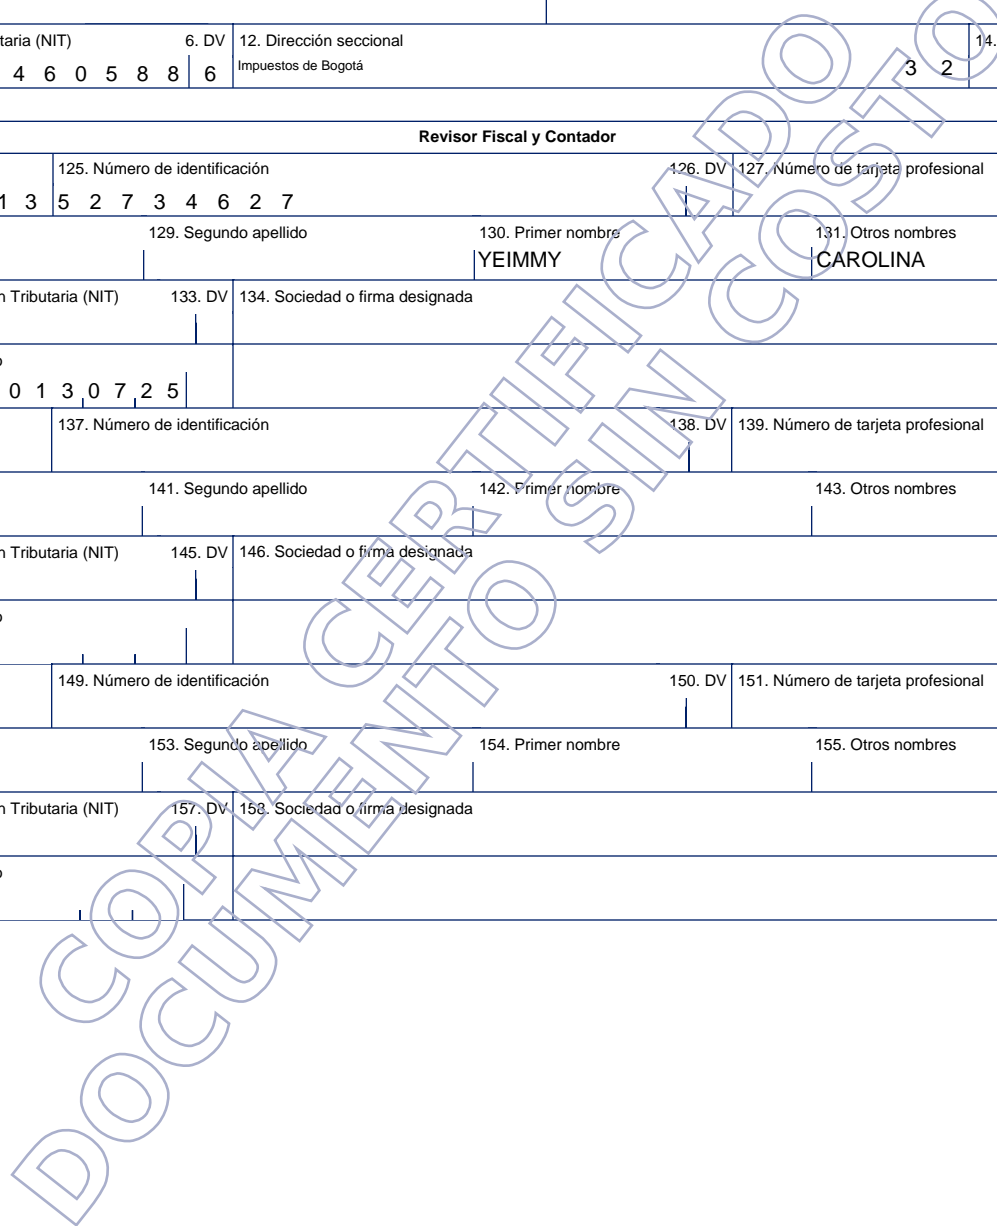 taria (NIT) 6. DV 12. Dirección seccional 14.
4 6 0 5 8 8 6 Impuestos de Bogotá 3 2
Revisor Fiscal y Contador
125. Número de identificación 126. DV 127. Número de tarjeta profesional
1 3 5 2 7 3 4 6 2 7
129. Segundo apellido 130. Primer nombre 131. Otros nombres
YEIMMY CAROLINA
n Tributaria (NIT) 133. DV 134. Sociedad o firma designada
o
0 1 3 0 7 2 5
137. Número de identificación 138. DV 139. Número de tarjeta profesional
141. Segundo apellido 142. Primer nombre 143. Otros nombres
n Tributaria (NIT) 145. DV 146. Sociedad o firma designada
o
149. Número de identificación 150. DV 151. Número de tarjeta profesional
153. Segundo apellido 154. Primer nombre 155. Otros nombres
n Tributaria (NIT) 157. DV 158. Sociedad o firma designada
o
COPIA CERTIFICADO
DOCUMENTO SIN COSTO